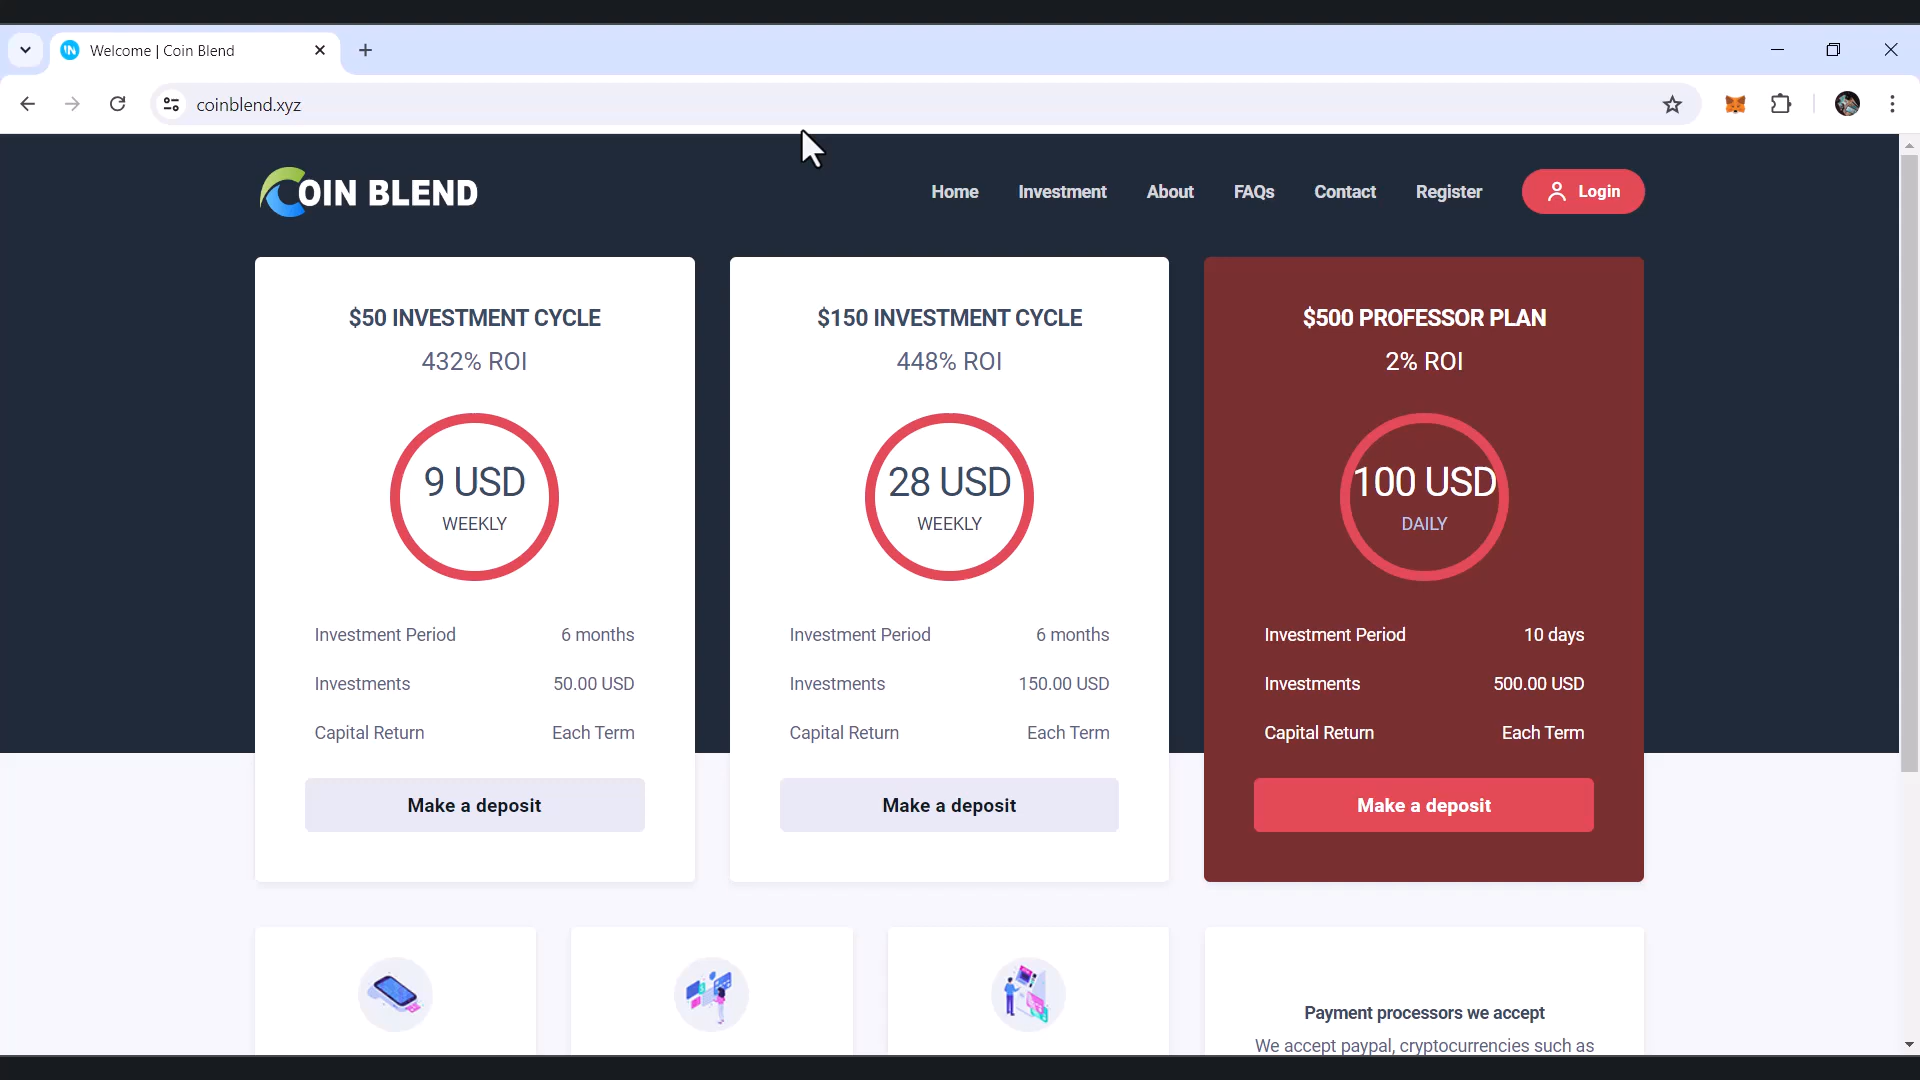 Welcome | Coin Blend
coinblend.xyz
COIN BLEND
Home
Investment
About
FAQs
Contact
Register
Login
$50 INVESTMENT CYCLE
432% ROI
9 USD
WEEKLY
Investment Period 6 months
Investments 50.00 USD
Capital Return Each Term
Make a deposit
$150 INVESTMENT CYCLE
448% ROI
28 USD
WEEKLY
Investment Period 6 months
Investments 150.00 USD
Capital Return Each Term
Make a deposit
$500 PROFESSOR PLAN
2% ROI
100 USD
DAILY
Investment Period 10 days
Investments 500.00 USD
Capital Return Each Term
Make a deposit
Payment processors we accept
We accept paypal, cryptocurrencies such as